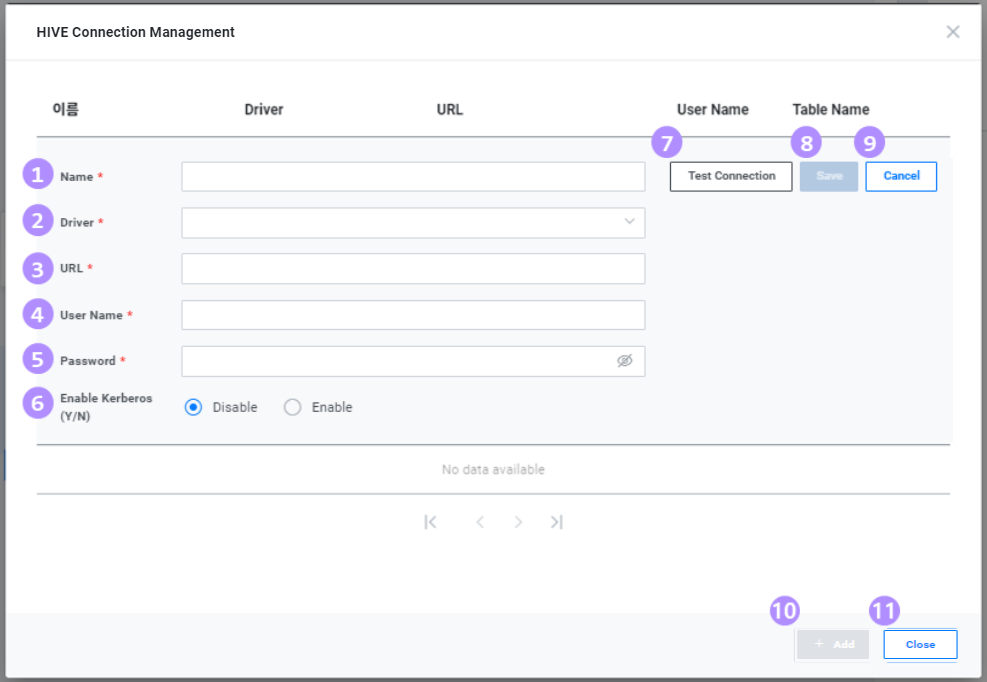 HIVE Connection Management
이름 Driver URL User Name Table Name
7 8 9
1 Name * Test Connection Save Cancel
2 Driver *
3 URL *
4 User Name *
5 Password *
6 Enable Kerberos
(Y/N)
Disable Enable
No data available
10 11
+ Add Close